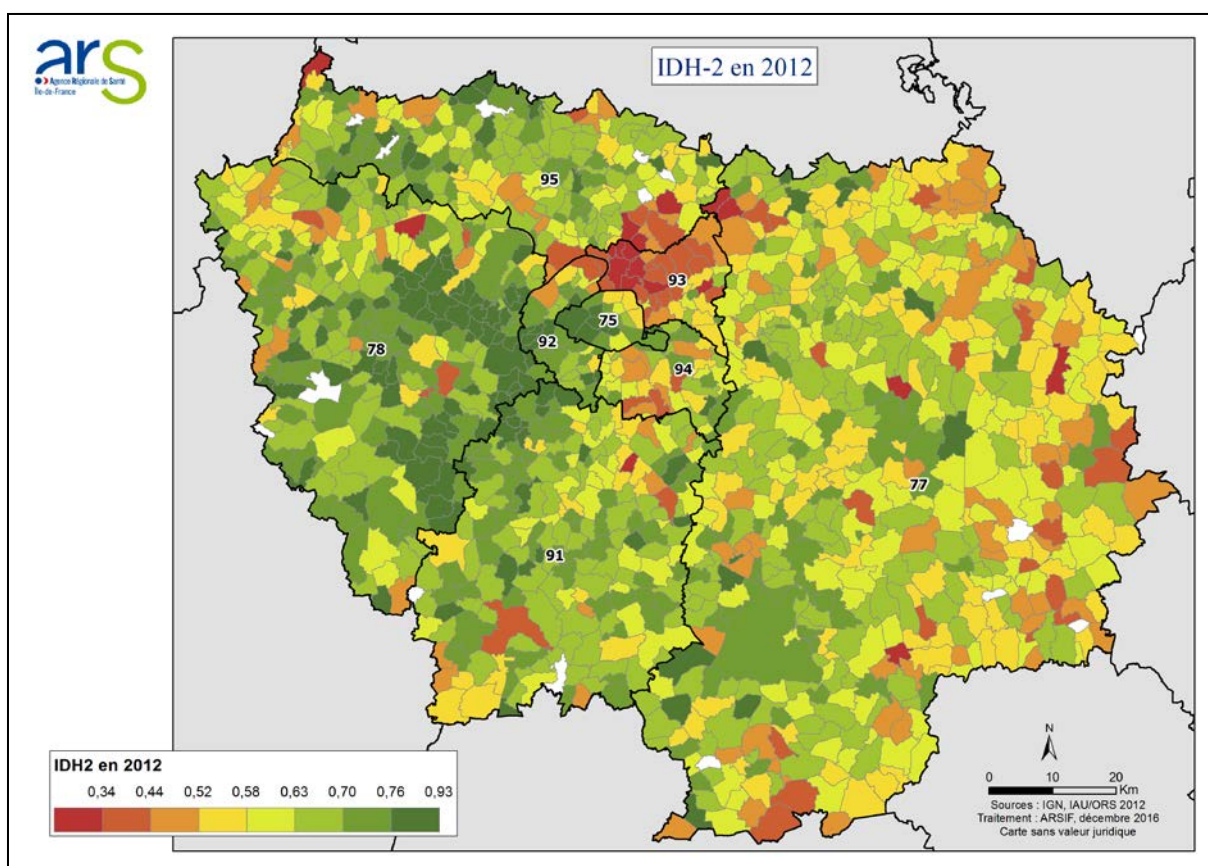 ars
Agence Régionale de Santé
Île-de-France
IDH-2 en 2012
95
93
75
92
78
94
77
91
IDH2 en 2012
0,34 0,44 0,52 0,58 0,63 0,70 0,76 0,93
N
0 10 20
Km
Sources : IGN, IAU/ORS 2012
Traitement : ARSIF, décembre 2016
Carte sans valeur juridique